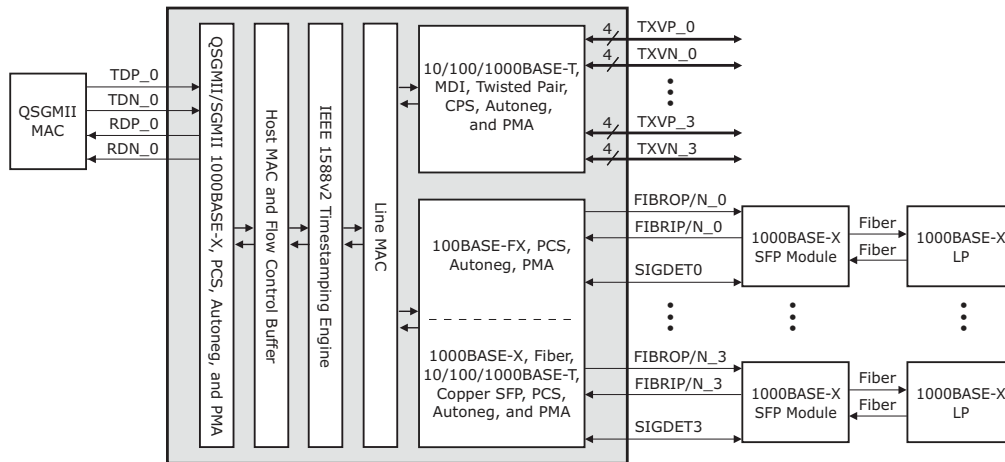 QSGMII
MAC
TDP_0
TDN_0
RDP_0
RDN_0
QSGMII/SGMII 1000BASE-X, PCS, Autoneg, and PMA
Host MAC and Flow Control Buffer
IEEE 1588v2 Timestamping Engine
Line MAC
10/100/1000BASE-T,
MDI, Twisted Pair,
CPS, Autoneg,
and PMA
4 TXVP_0
4 TXVN_0
4 TXVP_3
4 TXVN_3
100BASE-FX, PCS,
Autoneg, PMA
1000BASE-X, Fiber,
10/100/1000BASE-T,
Copper SFP, PCS,
Autoneg, and PMA
FIBROP/N_0
FIBRIP/N_0
SIGDET0
1000BASE-X
SFP Module
Fiber
Fiber
1000BASE-X
LP
FIBROP/N_3
FIBRIP/N_3
SIGDET3
1000BASE-X
SFP Module
Fiber
Fiber
1000BASE-X
LP